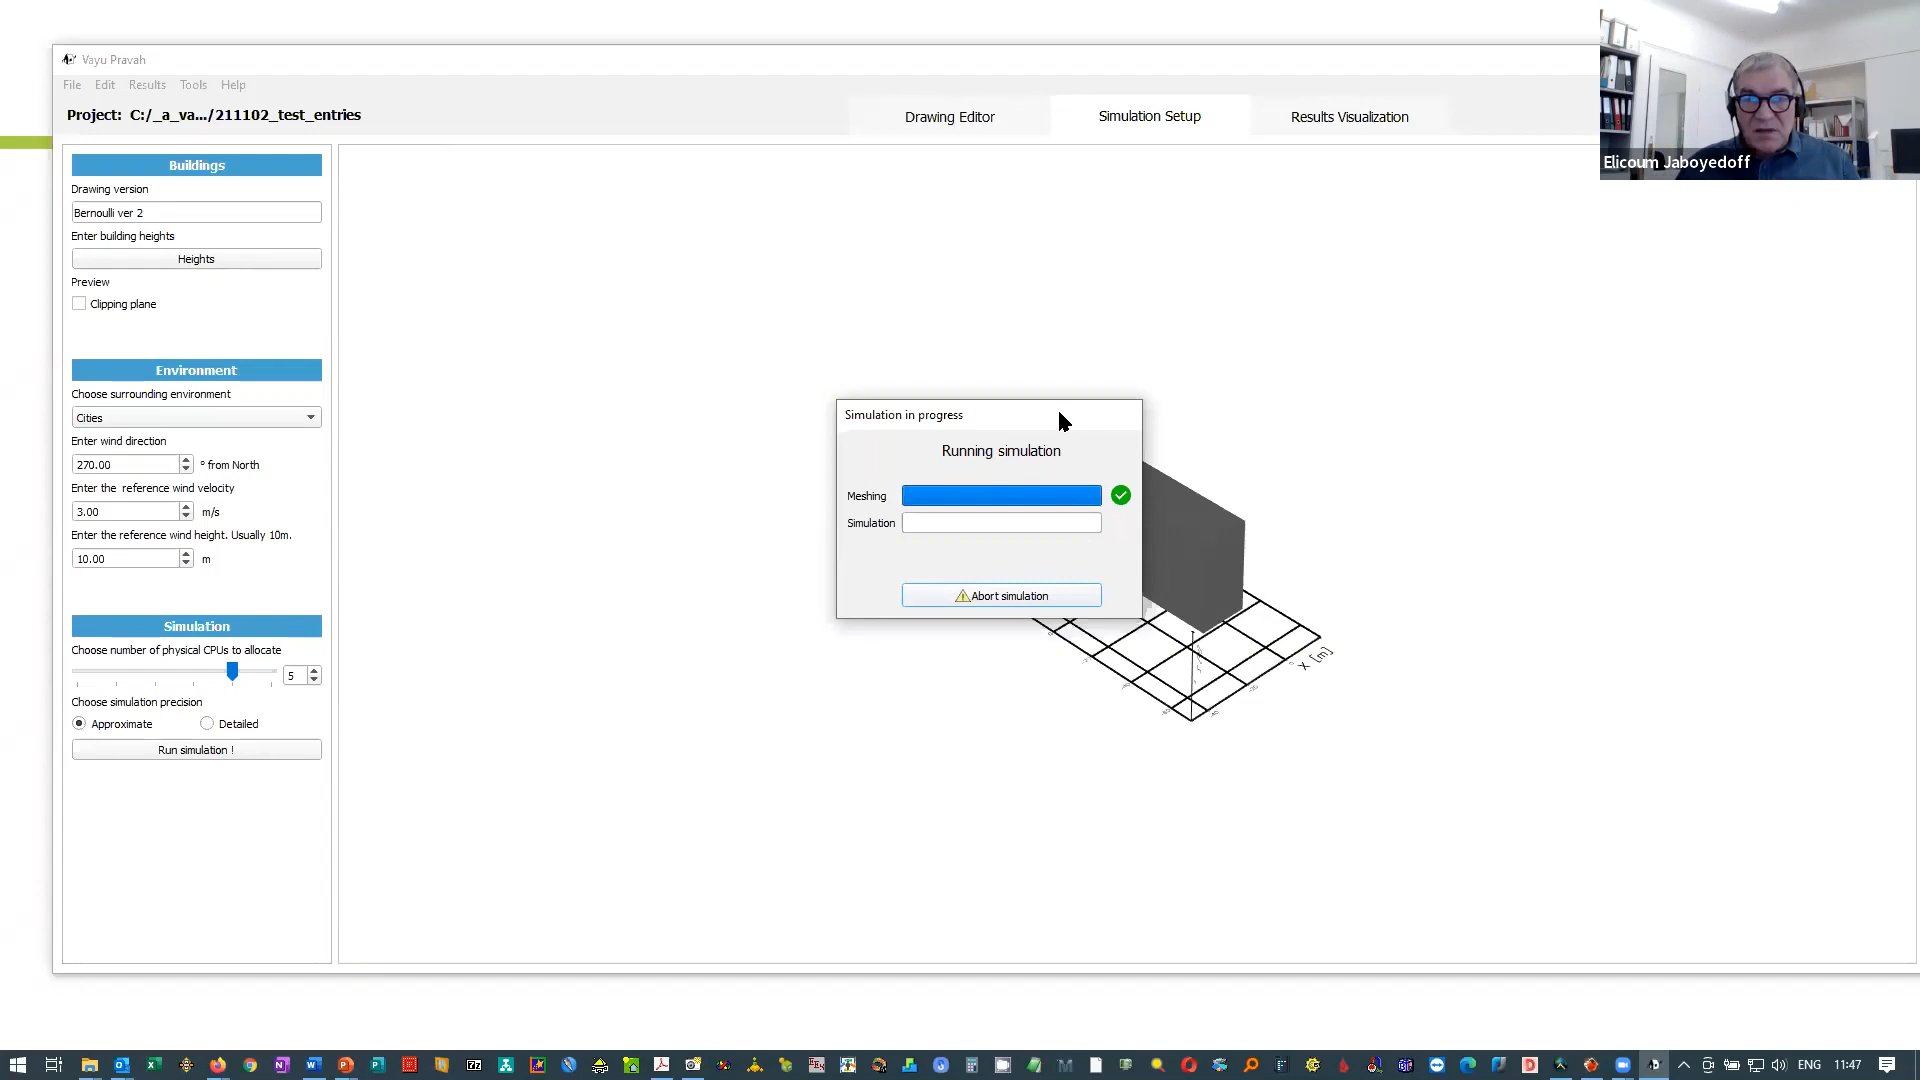 Vayu Pravah
File Edit Results Tools Help
Project: C:/_a_va.../211102_test_entries
Drawing Editor
Simulation Setup
Results Visualization
Elicoum Jaboyedoff
Buildings
Drawing version
Bernoulli ver 2
Enter building heights
Heights
Preview
Clipping plane
Environment
Choose surrounding environment
Cities
Enter wind direction
270.00 ° from North
Enter the reference wind velocity
3.00 m/s
Enter the reference wind height. Usually 10m.
10.00 m
Simulation
Choose number of physical CPUs to allocate
5
Choose simulation precision
Approximate Detailed
Run simulation !
Simulation in progress
Running simulation
Meshing
Simulation
Abort simulation
X [m]
ENG 11:47